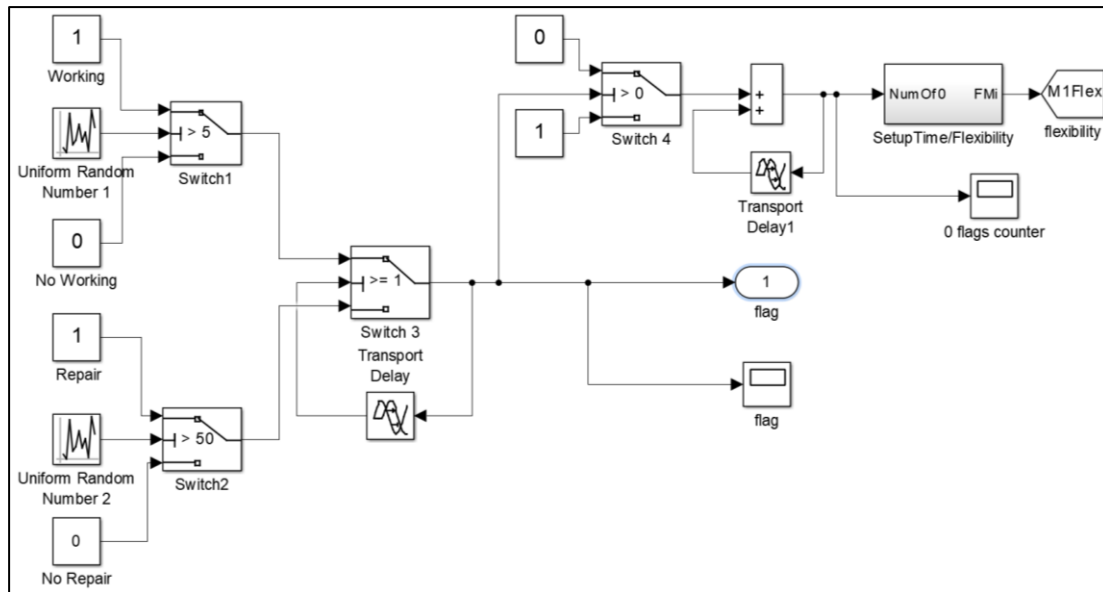 1
Working
Uniform Random
Number 1
0
No Working
> 5
Switch1
1
Repair
Uniform Random
Number 2
0
No Repair
> 50
Switch2
>= 1
Switch 3
Transport
Delay
0
1
> 0
Switch 4
+
+
Transport
Delay1
NumOf0 FMi
SetupTime/Flexibility
M1Flex
flexibility
0 flags counter
1
flag
flag